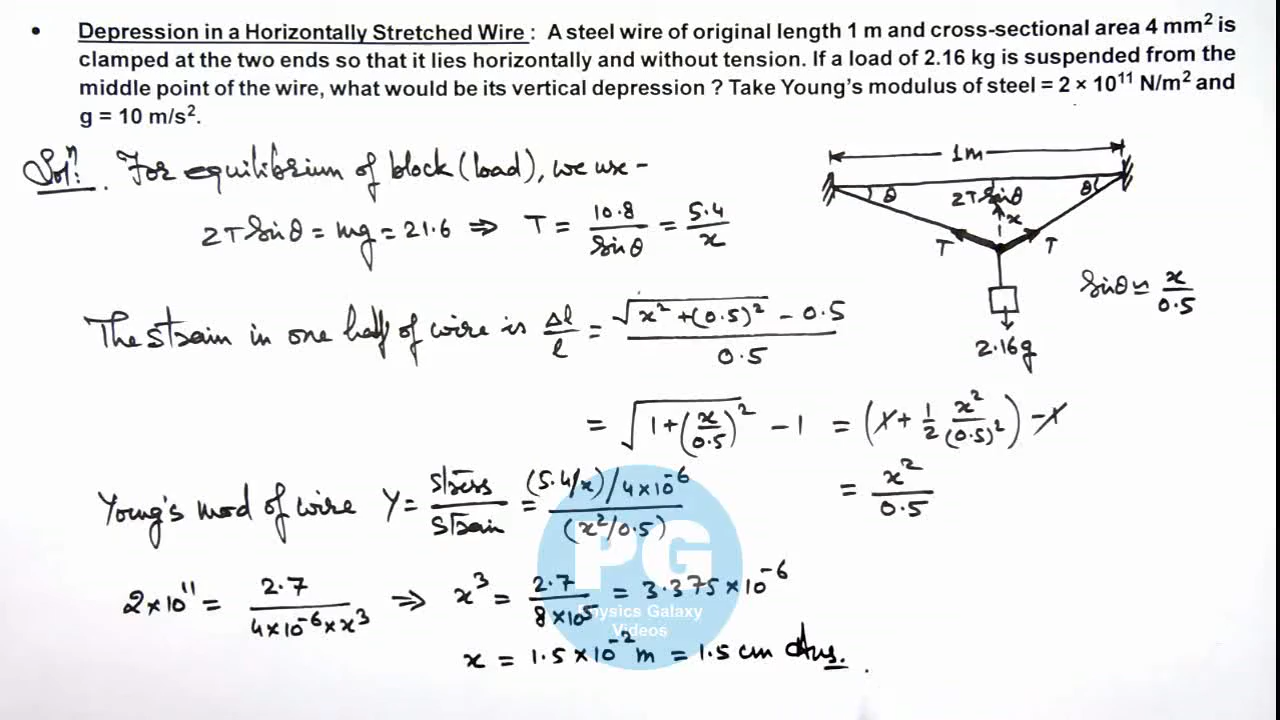 • Depression in a Horizontally Stretched Wire : A steel wire of original length 1 m and cross-sectional area 4 mm² is
clamped at the two ends so that it lies horizontally and without tension. If a load of 2.16 kg is suspended from the
middle point of the wire, what would be its vertical depression ? Take Young's modulus of steel = 2 × 10¹¹ N/m² and
g = 10 m/s².
Solⁿ. For equilibrium of block (load), we use -
1m
θ 2T sinθ θ
x
T T
2T sinθ = mg = 21.6 ⇒ T = 10.8/sinθ = 5.4/x
sinθ ≃ x/0.5
2.16g
The strain in one half of wire is Δl/l = (√(x² + (0.5)²) - 0.5)/0.5
= √(1 + (x/0.5)²) - 1 = (1 + 1/2 x²/(0.5)²) - 1
= x²/0.5
Young's mod of wire Y = stress/strain = ((5.4/x)/4×10⁻⁶)/(x²/0.5)
2×10¹¹ = 2.7/(4×10⁻⁶ × x³) ⇒ x³ = 2.7/(8×10⁵) = 3.375×10⁻⁶
x = 1.5×10⁻² m = 1.5 cm Ans.
PG
Physics Galaxy
Videos